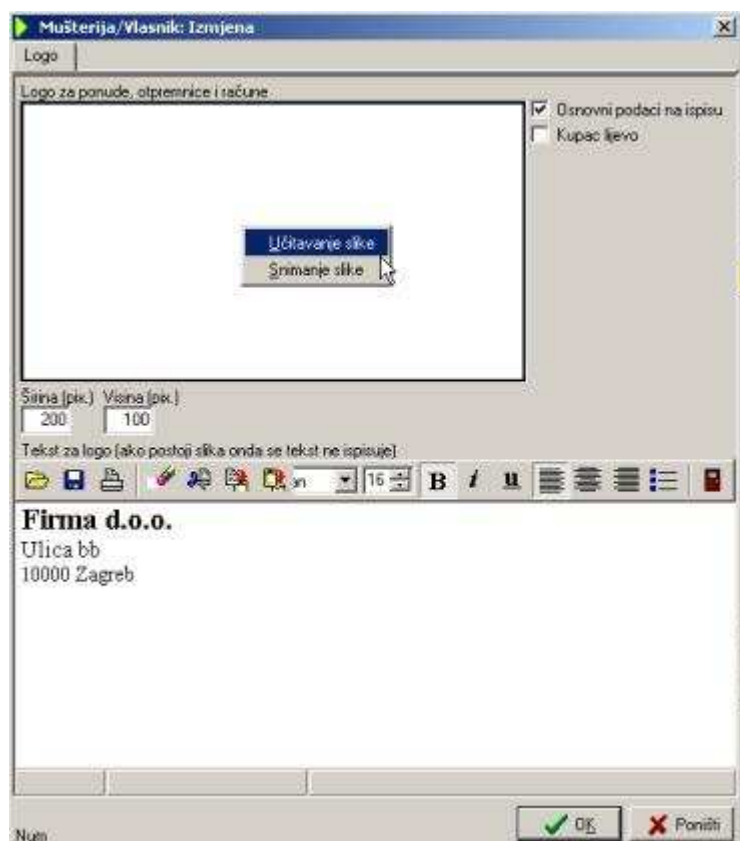 Mušterija/Vlasnik: Izmjena
Logo
Logo za ponude, otpremnice i račune
Osnovni podaci na ispisu
Kupac lijevo
Učitavanje slike
Snimanje slike
Širina (pix.) Visina (pix.)
200 100
Tekst za logo (ako postoji slika onda se tekst ne ispisuje)
16 B i u
Firma d.o.o.
Ulica bb
10000 Zagreb
OK Poništi
Num